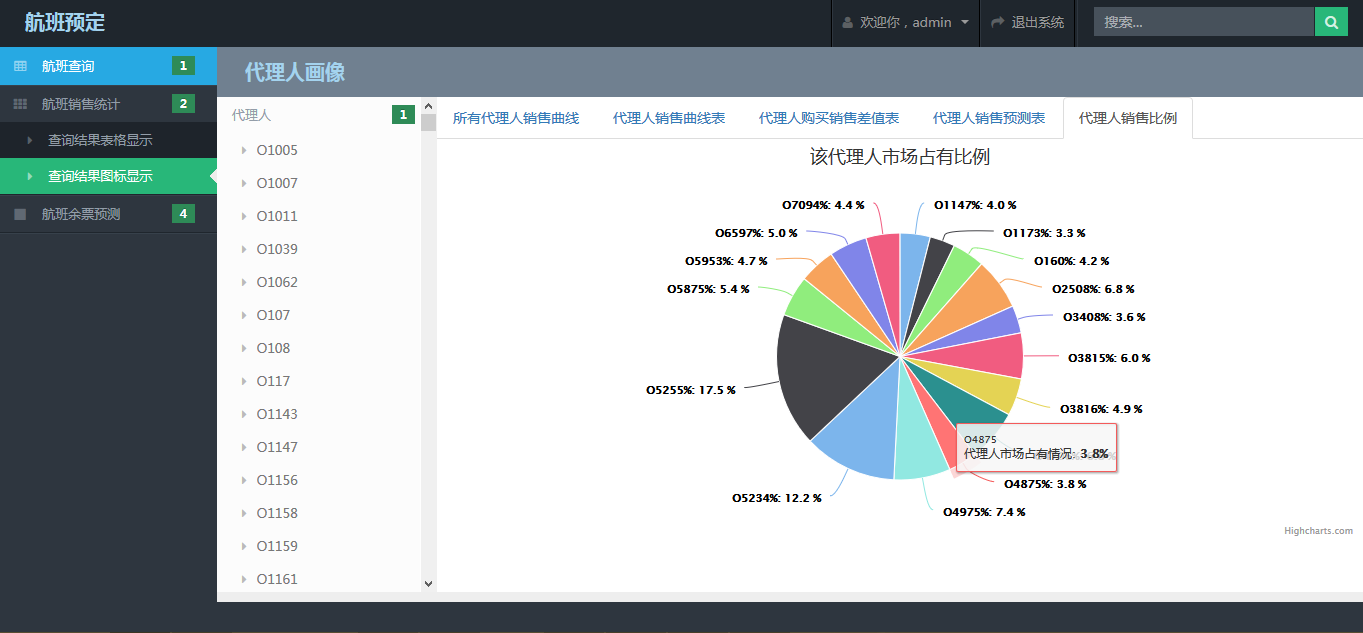 航班预定
欢迎你，admin
退出系统
搜索...
航班查询 1
航班销售统计 2
查询结果表格显示
查询结果图标显示
航班余票预测 4
代理人画像
代理人 1
O1005
O1007
O1011
O1039
O1062
O107
O108
O117
O1143
O1147
O1156
O1158
O1159
O1161
所有代理人销售曲线 代理人销售曲线表 代理人购买销售差值表 代理人销售预测表 代理人销售比例
该代理人市场占有比例
O7094%: 4.4 % O1147%: 4.0 %
O6597%: 5.0 % O1173%: 3.3 %
O5953%: 4.7 % O160%: 4.2 %
O5875%: 5.4 % O2508%: 6.8 %
O3408%: 3.6 %
O3815%: 6.0 %
O5255%: 17.5 %
O3816%: 4.9 %
O4875
代理人市场占有情况: 3.8%
O4875%: 3.8 %
O5234%: 12.2 %
O4975%: 7.4 %
Highcharts.com